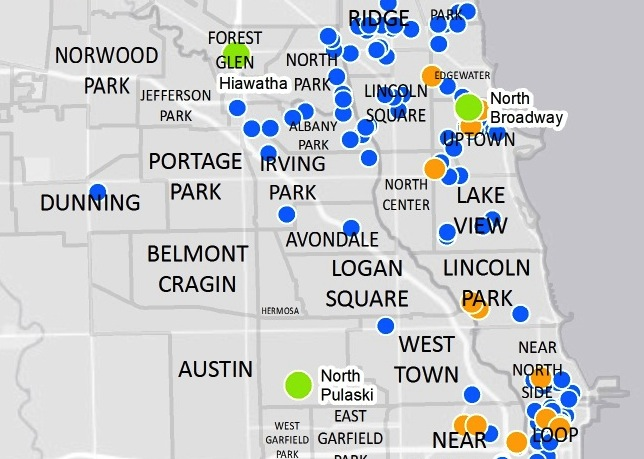 RIDGE
PARK
FOREST
GLEN
NORWOOD
PARK
Hiawatha
NORTH
PARK
EDGEWATER
JEFFERSON
PARK
LINCOLN
SQUARE
North
Broadway
ALBANY
PARK
UPTOWN
PORTAGE
PARK
IRVING
PARK
DUNNING
NORTH
CENTER
LAKE
VIEW
AVONDALE
BELMONT
CRAGIN
LOGAN
SQUARE
LINCOLN
PARK
HERMOSA
WEST
TOWN
NEAR
NORTH
SIDE
AUSTIN
North
Pulaski
WEST
GARFIELD
PARK
EAST
GARFIELD
PARK
NEAR
LOOP